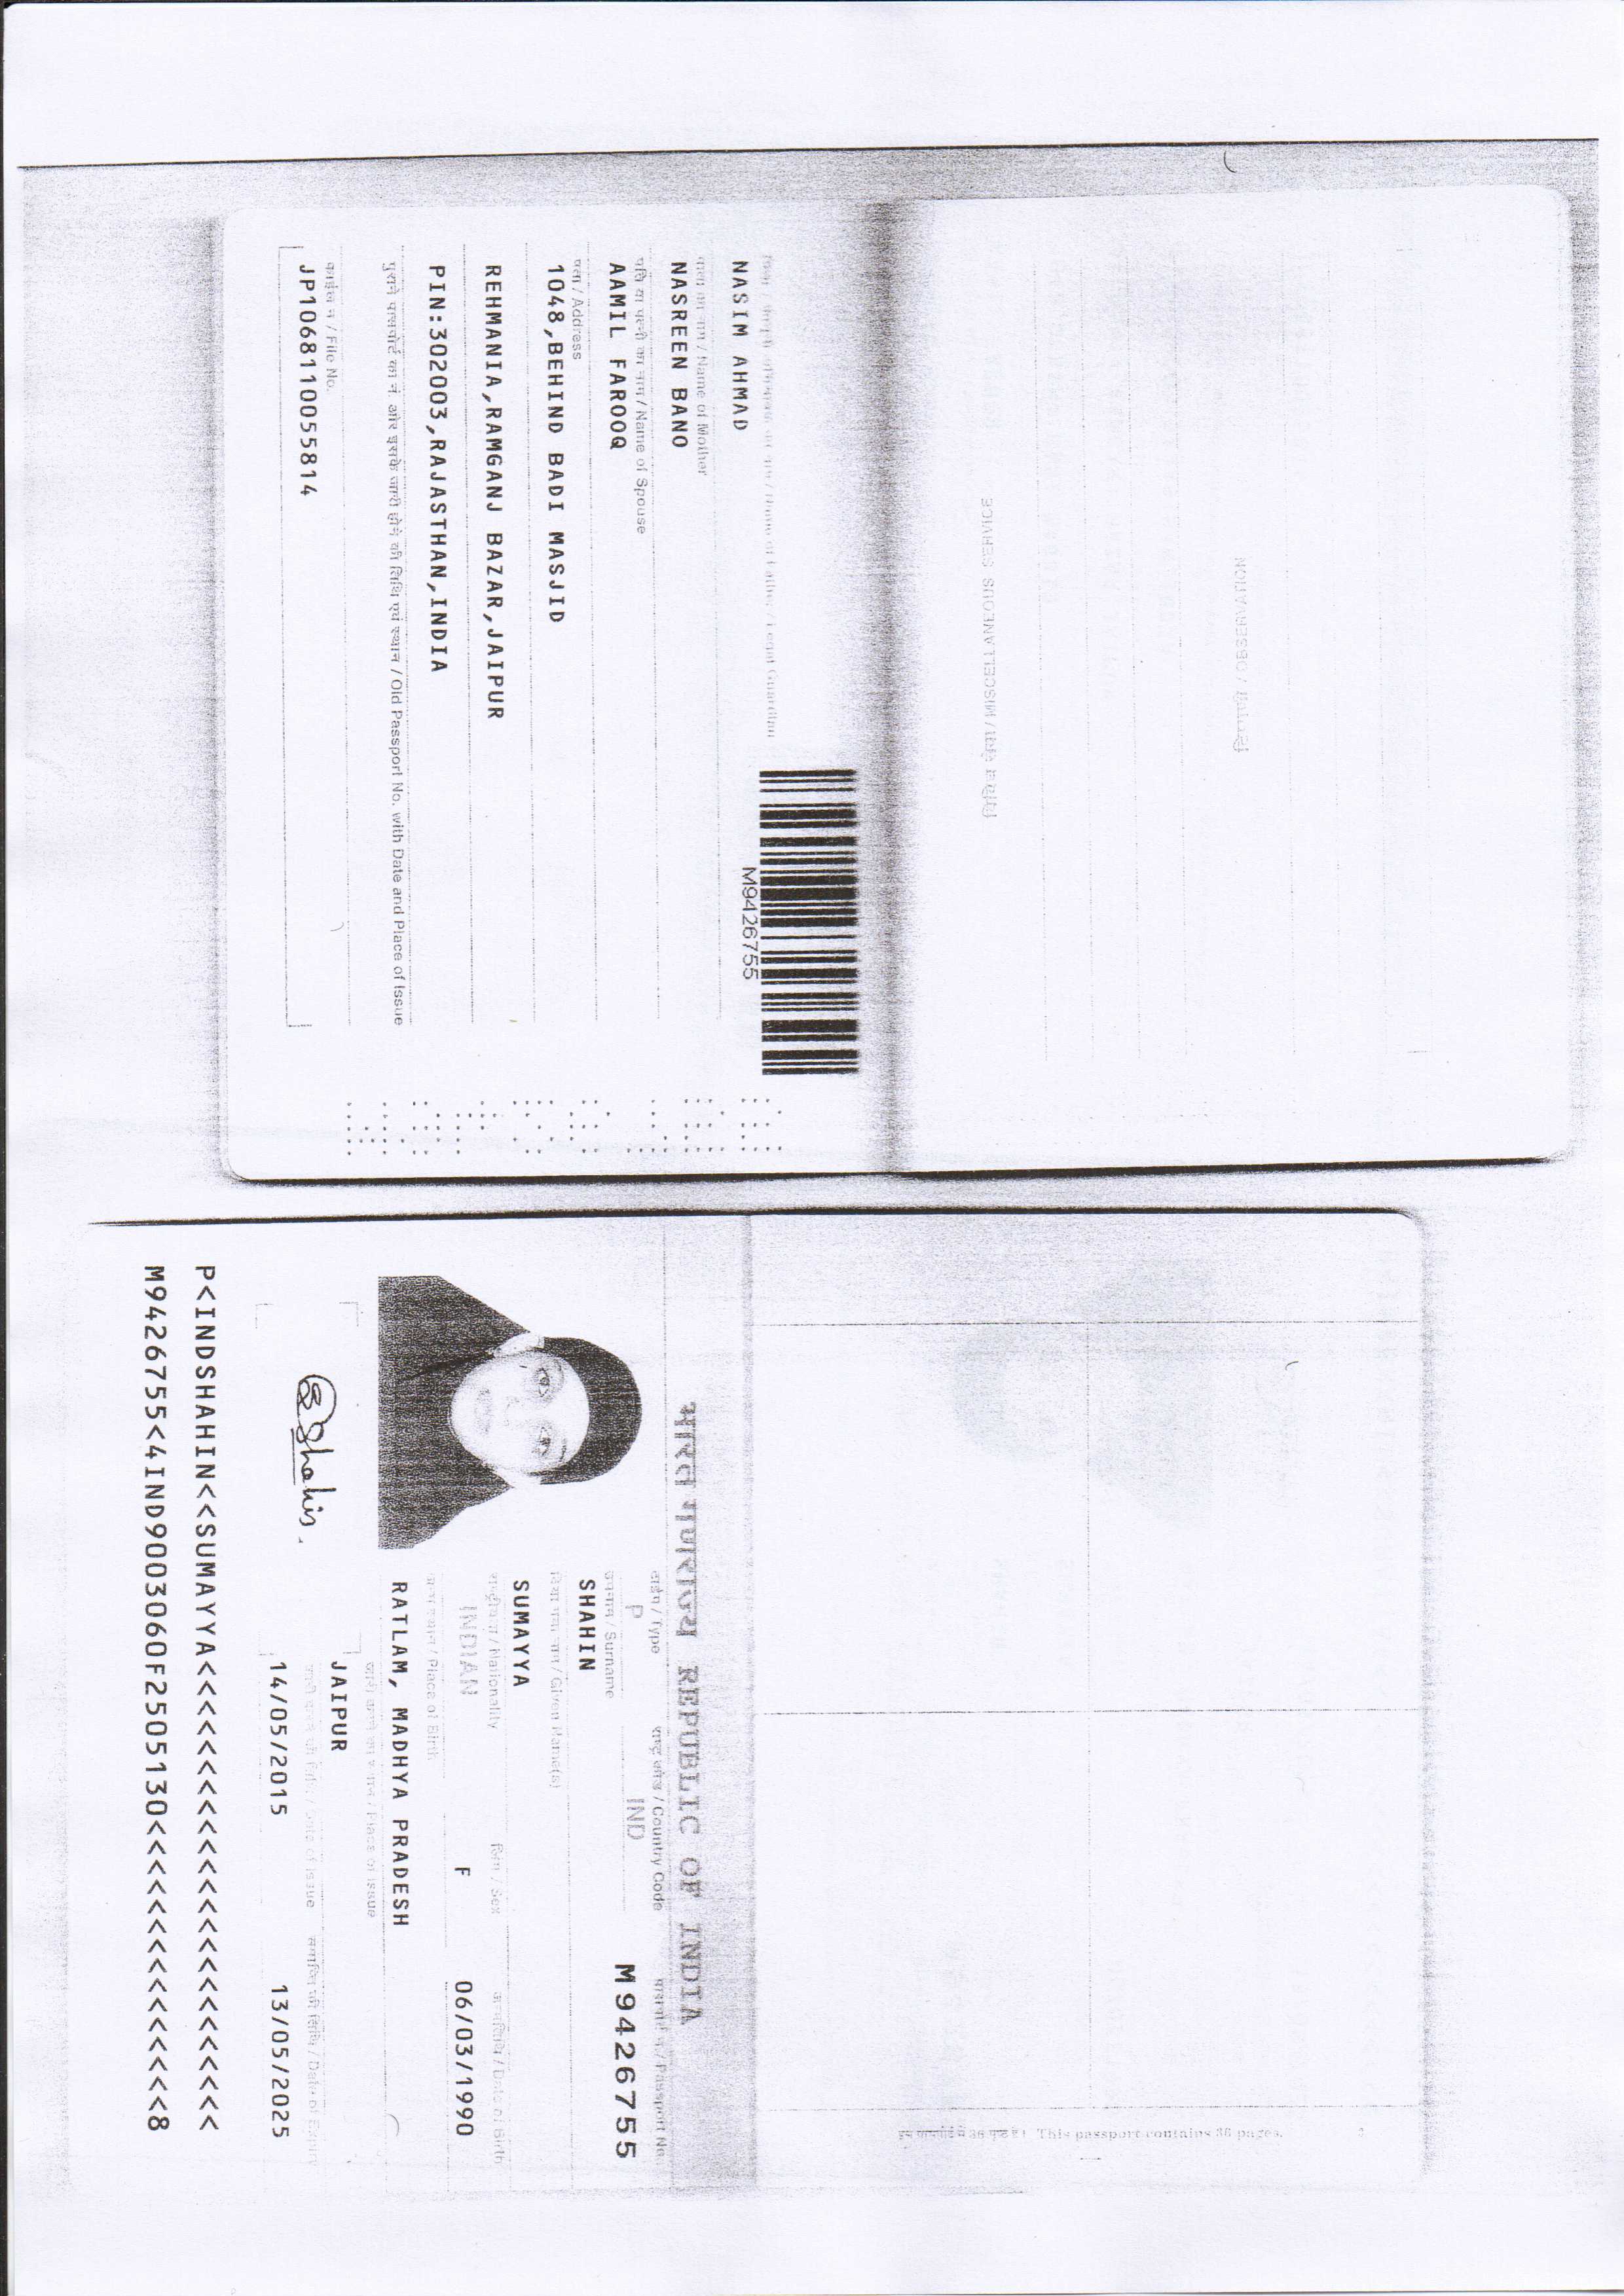 विविध सेवा / MISCELLANEOUS SERVICE
टिप्पणी / OBSERVATION
/ Name of Father / Legal Guardian
NASIM AHMAD
माता का नाम / Name of Mother
NASREEN BANO
पति या पत्नी का नाम / Name of Spouse
AAMIL FAROOQ
पता / Address
1048,BEHIND BADI MASJID
REHMANIA,RAMGANJ BAZAR,JAIPUR
PIN:302003,RAJASTHAN,INDIA
पुराने पासपोर्ट का नं. और इसके जारी होने की तिथि एवं स्थान / Old Passport No. with Date and Place of Issue
फाईल नं / File No.
JP1068110055814
M9426755
इस पासपोर्ट में 36 पृष्ठ हैं। This passport contains 36 pages.
भारत गणराज्य REPUBLIC OF INDIA
टाईप / Type राष्ट्र कोड / Country Code पासपोर्ट नं. / Passport No.
P IND M9426755
उपनाम / Surname
SHAHIN
दिया गया नाम / Given Name(s)
SUMAYYA
राष्ट्रीयता / Nationality लिंग / Sex जन्मतिथि / Date of Birth
INDIAN F 06/03/1990
जन्म स्थान / Place of Birth
RATLAM, MADHYA PRADESH
जारी करने का स्थान / Place of Issue
JAIPUR
जारी करने की तिथि / Date of Issue समाप्ति की तिथि / Date of Expiry
14/05/2015 13/05/2025
Shahin.
P<INDSHAHIN<<SUMAYYA<<<<<<<<<<<<<<<<<<<<<<<<
M9426755<4IND9003060F2505130<<<<<<<<<<<<<<<8